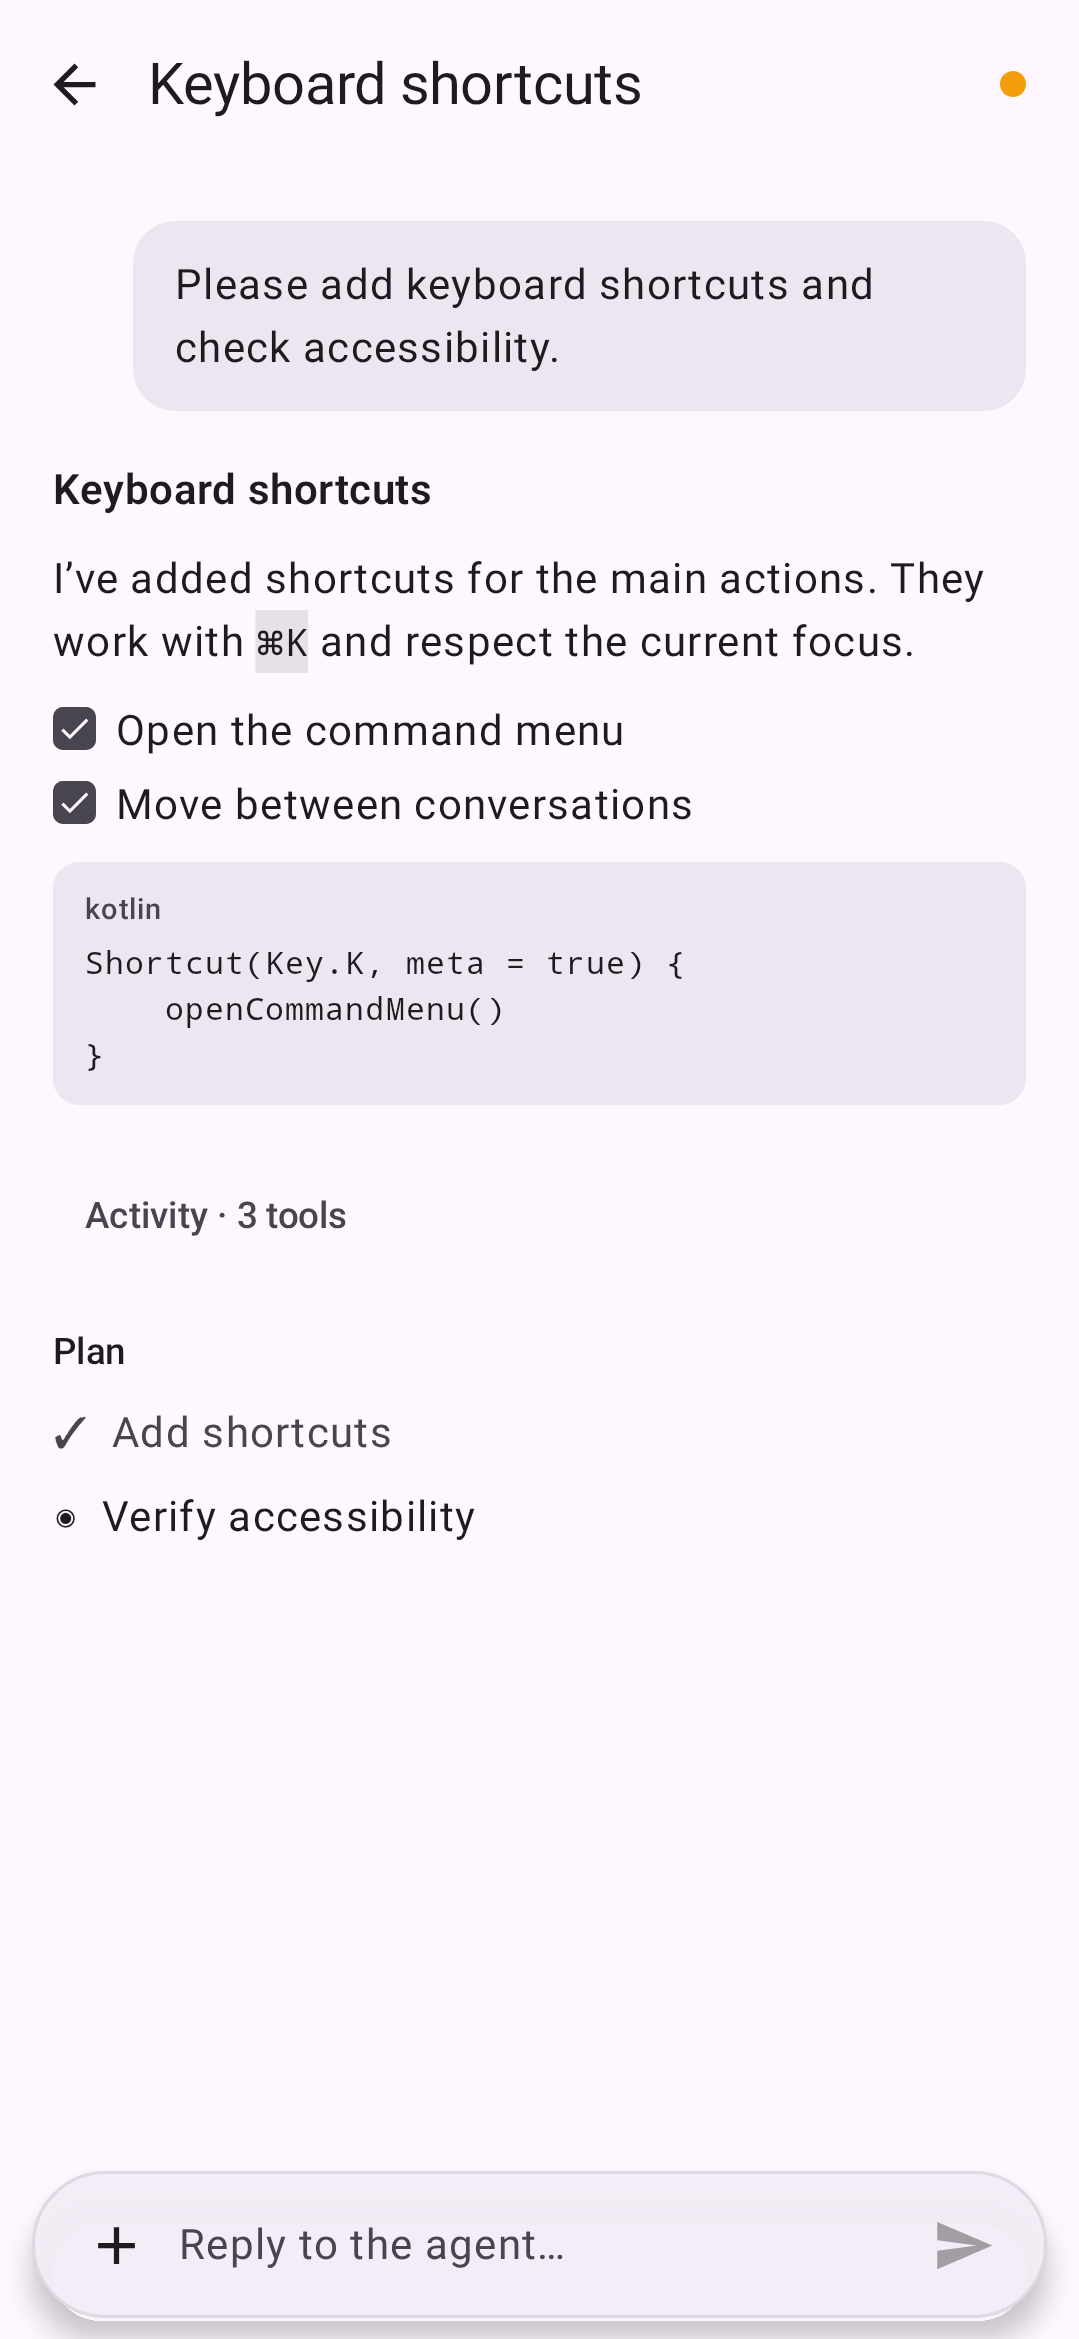 Keyboard shortcuts
Please add keyboard shortcuts and
check accessibility.
Keyboard shortcuts
I’ve added shortcuts for the main actions. They
work with ⌘K and respect the current focus.
Open the command menu
Move between conversations
kotlin
Shortcut(Key.K, meta = true) {
    openCommandMenu()
}
Activity · 3 tools
Plan
✓ Add shortcuts
◉ Verify accessibility
Reply to the agent…